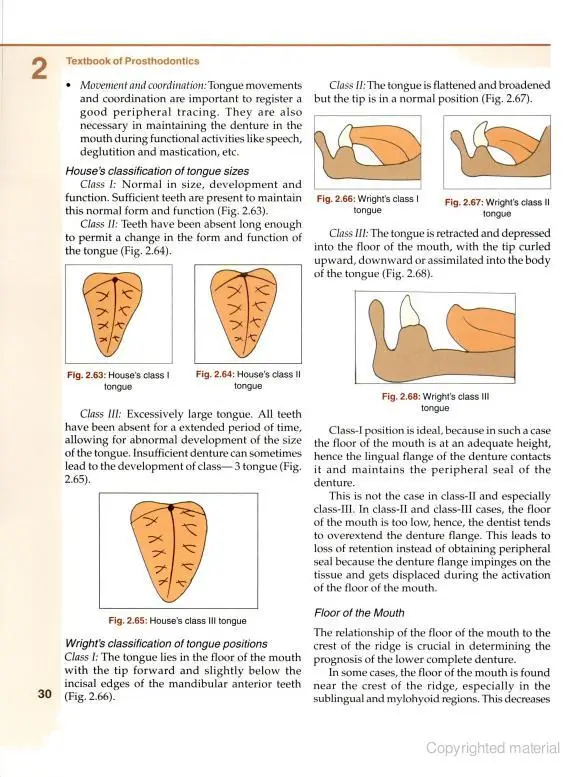 2
Textbook of Prosthodontics
• Movement and coordination: Tongue movements
and coordination are important to register a
good peripheral tracing. They are also
necessary in maintaining the denture in the
mouth during functional activities like speech,
deglutition and mastication, etc.
House's classification of tongue sizes
Class I: Normal in size, development and
function. Sufficient teeth are present to maintain
this normal form and function (Fig. 2.63).
Class II: Teeth have been absent long enough
to permit a change in the form and function of
the tongue (Fig. 2.64).
Fig. 2.63: House's class I
tongue
Fig. 2.64: House's class II
tongue
Class III: Excessively large tongue. All teeth
have been absent for a extended period of time,
allowing for abnormal development of the size
of the tongue. Insufficient denture can sometimes
lead to the development of class— 3 tongue (Fig.
2.65).
Fig. 2.65: House's class III tongue
Wright's classification of tongue positions
Class I: The tongue lies in the floor of the mouth
with the tip forward and slightly below the
incisal edges of the mandibular anterior teeth
(Fig. 2.66).
30
Class II: The tongue is flattened and broadened
but the tip is in a normal position (Fig. 2.67).
Fig. 2.66: Wright's class I
tongue
Fig. 2.67: Wright's class II
tongue
Class III: The tongue is retracted and depressed
into the floor of the mouth, with the tip curled
upward, downward or assimilated into the body
of the tongue (Fig. 2.68).
Fig. 2.68: Wright's class III
tongue
Class-I position is ideal, because in such a case
the floor of the mouth is at an adequate height,
hence the lingual flange of the denture contacts
it and maintains the peripheral seal of the
denture.
This is not the case in class-II and especially
class-III. In class-II and class-III cases, the floor
of the mouth is too low, hence, the dentist tends
to overextend the denture flange. This leads to
loss of retention instead of obtaining peripheral
seal because the denture flange impinges on the
tissue and gets displaced during the activation
of the floor of the mouth.
Floor of the Mouth
The relationship of the floor of the mouth to the
crest of the ridge is crucial in determining the
prognosis of the lower complete denture.
In some cases, the floor of the mouth is found
near the crest of the ridge, especially in the
sublingual and mylohyoid regions. This decreases
Copyrighted material